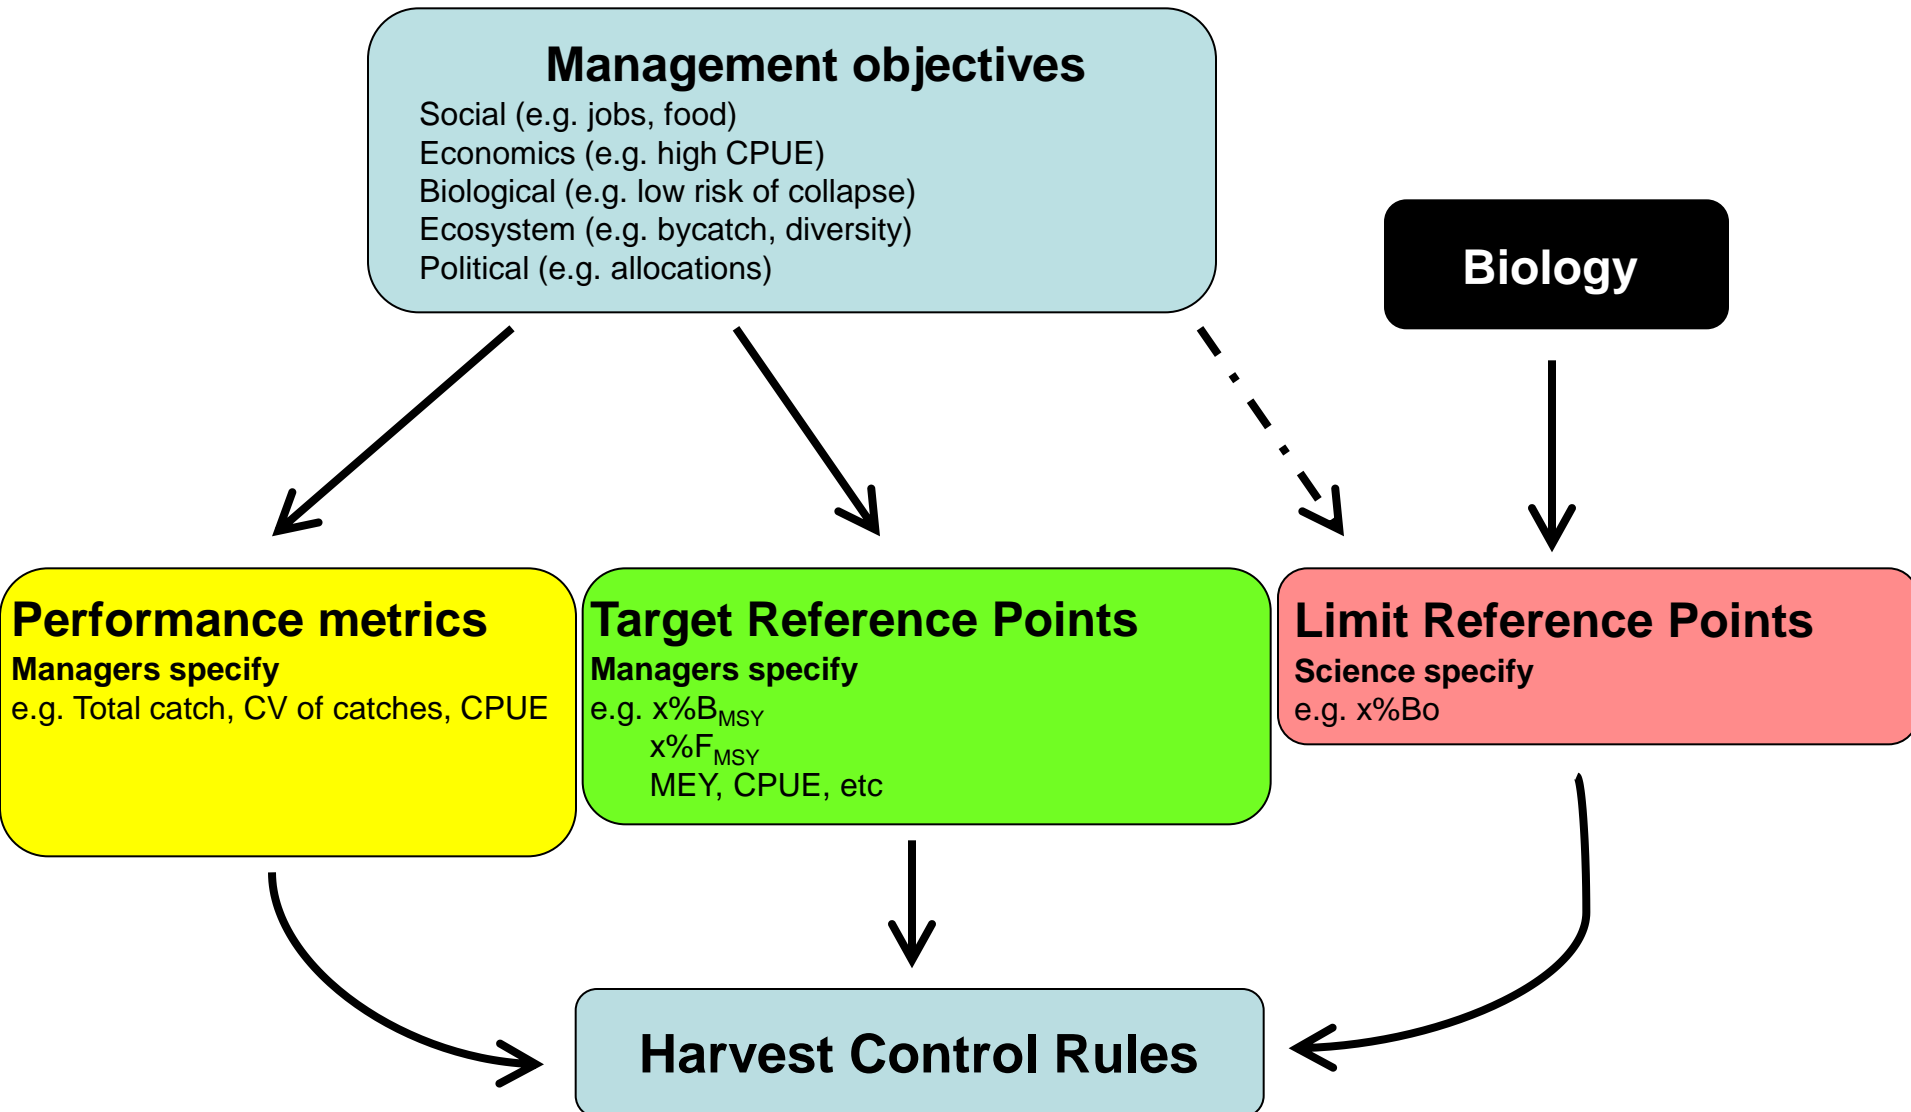 Management objectives
Social (e.g. jobs, food)
Economics (e.g. high CPUE)
Biological (e.g. low risk of collapse)
Ecosystem (e.g. bycatch, diversity)
Political (e.g. allocations)
Biology
Performance metrics
Managers specify
e.g. Total catch, CV of catches, CPUE
Target Reference Points
Managers specify
e.g. x%B_MSY
x%F_MSY
MEY, CPUE, etc
Limit Reference Points
Science specify
e.g. x%Bo
Harvest Control Rules